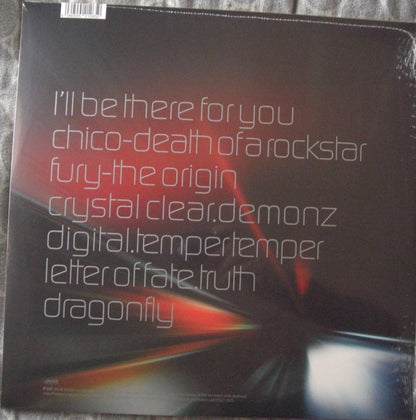 I'll be there for you
chico-death of a rockstar
fury-the origin
crystal clear.demonz
digital.tempertemper
letter of fate.truth
dragonfly